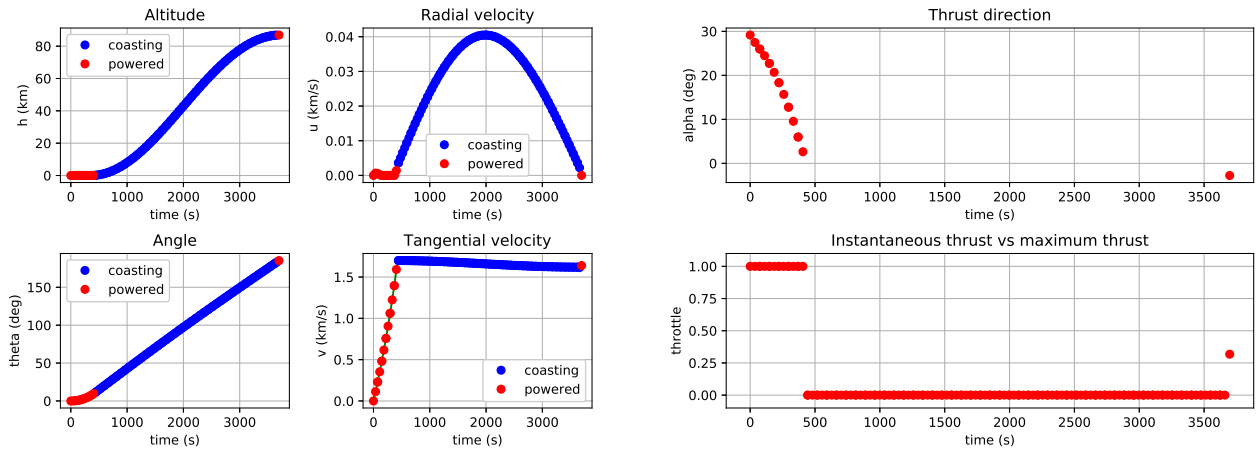 Altitude
h (km)
80
60
40
20
0
coasting
powered
0 1000 2000 3000
time (s)
Radial velocity
u (km/s)
0.04
0.03
0.02
0.01
0.00
coasting
powered
0 1000 2000 3000
time (s)
Thrust direction
alpha (deg)
30
20
10
0
0 500 1000 1500 2000 2500 3000 3500
time (s)
Angle
theta (deg)
150
100
50
0
coasting
powered
0 1000 2000 3000
time (s)
Tangential velocity
v (km/s)
1.5
1.0
0.5
0.0
coasting
powered
0 1000 2000 3000
time (s)
Instantaneous thrust vs maximum thrust
throttle
1.00
0.75
0.50
0.25
0.00
0 500 1000 1500 2000 2500 3000 3500
time (s)